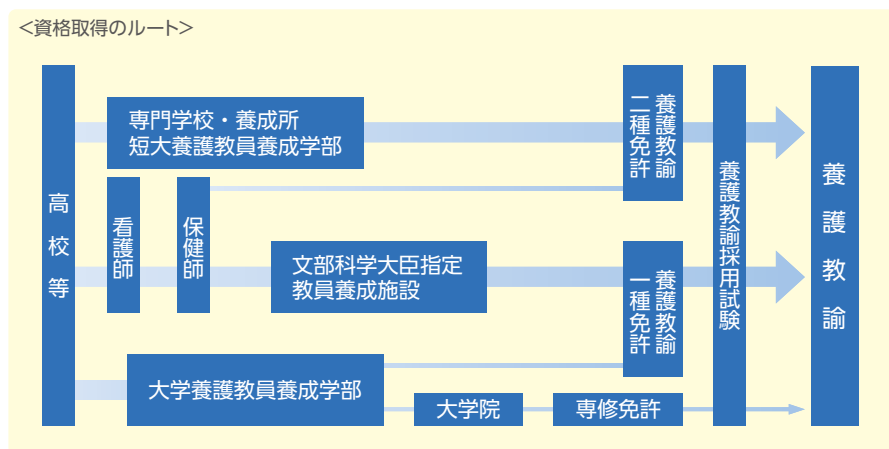 <資格取得のルート>
高校等
専門学校・養成所
短大養護教員養成学部
看護師
保健師
文部科学大臣指定
教員養成施設
大学養護教員養成学部
大学院
専修免許
養護教諭
二種免許
養護教諭
一種免許
養護教諭採用試験
養護教諭